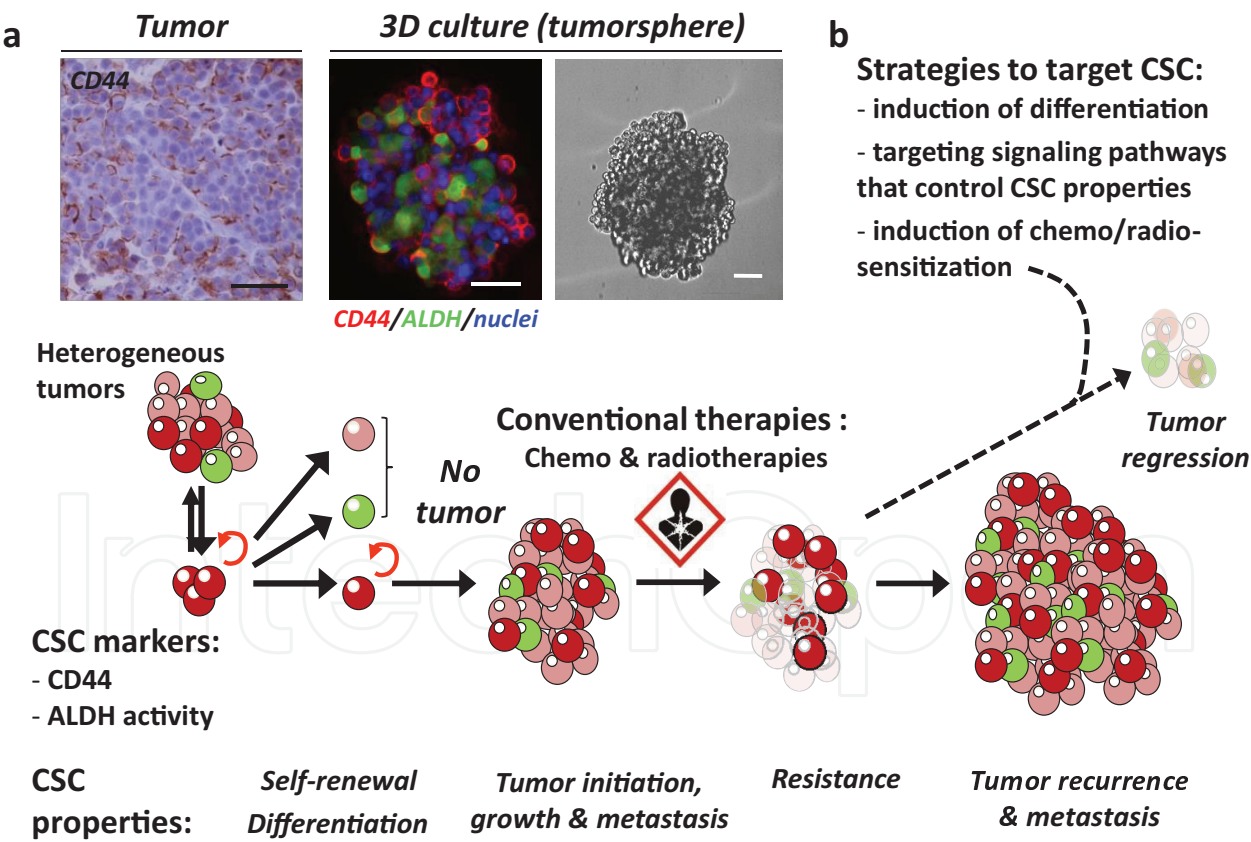 a
Tumor
3D culture (tumorsphere)
b
CD44
Strategies to target CSC:
- induction of differentiation
- targeting signaling pathways
that control CSC properties
- induction of chemo/radio-
sensitization
CD44/ALDH/nuclei
Heterogeneous
tumors
No
tumor
Conventional therapies :
Chemo & radiotherapies
Tumor
regression
IntechOpen
CSC markers:
- CD44
- ALDH activity
CSC
properties:
Self-renewal
Differentiation
Tumor initiation,
growth & metastasis
Resistance
Tumor recurrence
& metastasis